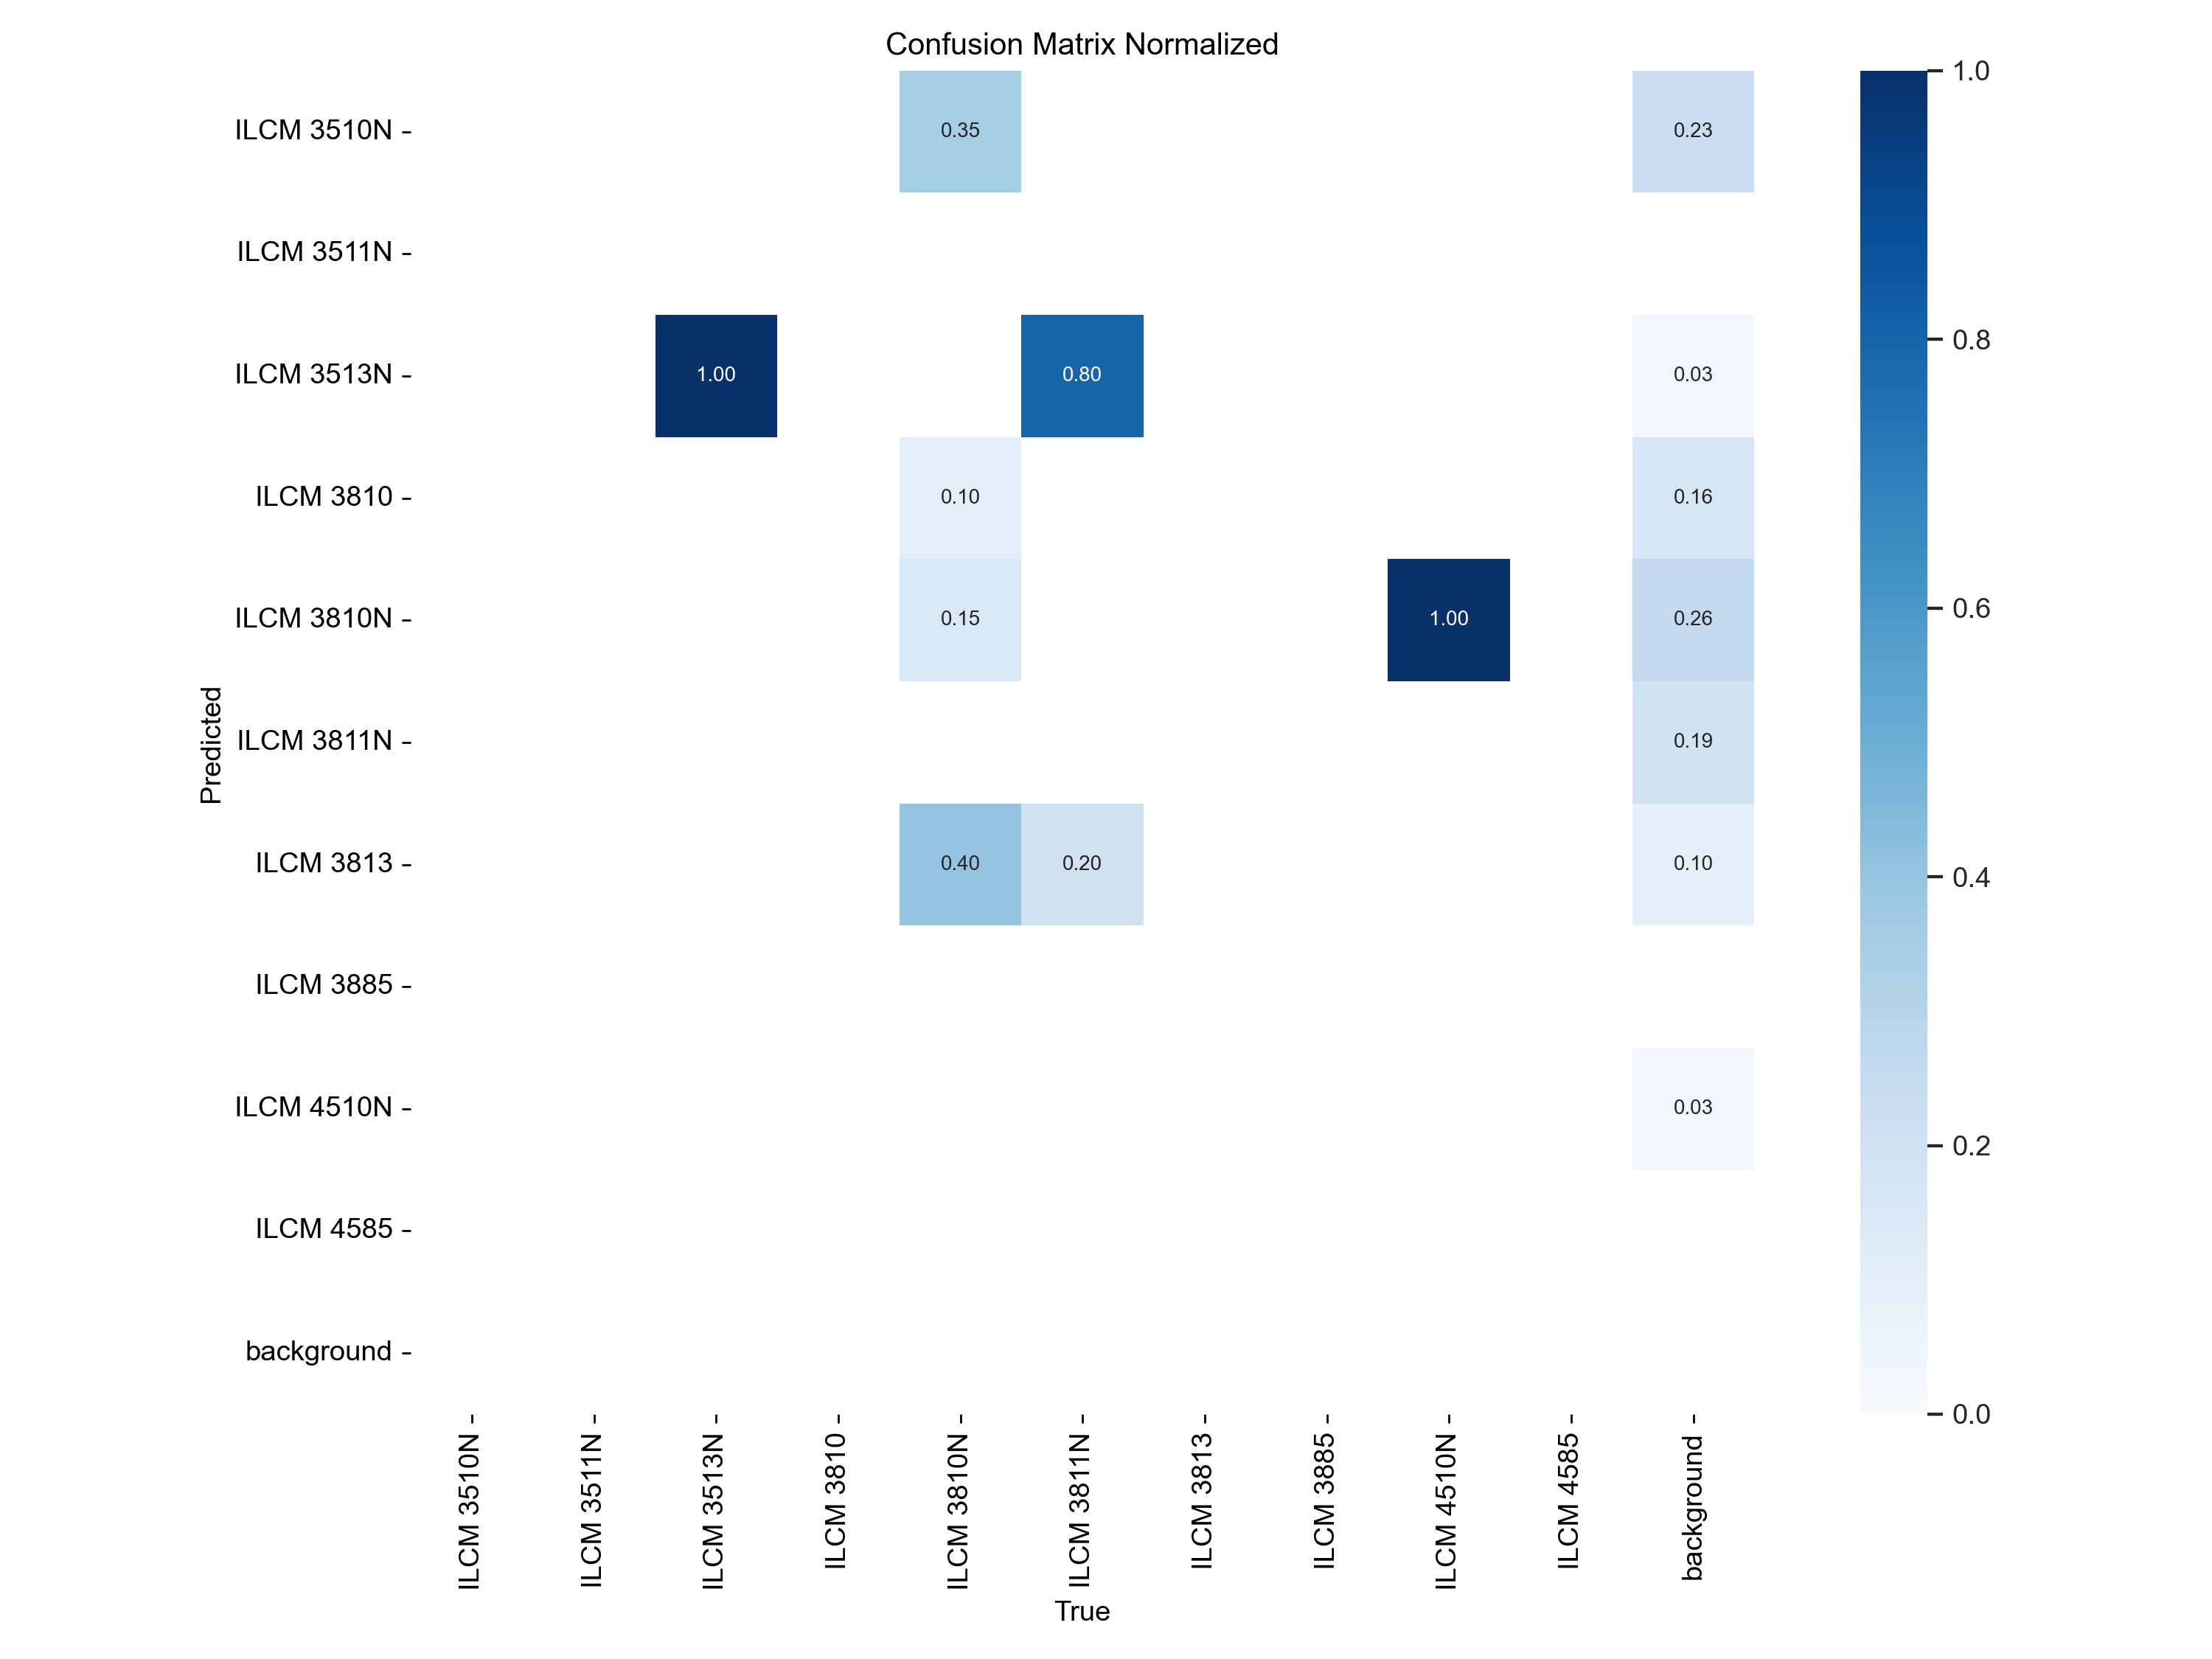 Confusion Matrix Normalized
ILCM 3510N
0.35
0.23
1.0
ILCM 3511N
ILCM 3513N
1.00
0.80
0.03
0.8
ILCM 3810
0.10
0.16
ILCM 3810N
0.15
1.00
0.26
0.6
Predicted
ILCM 3811N
0.19
ILCM 3813
0.40
0.20
0.10
0.4
ILCM 3885
ILCM 4510N
0.03
0.2
ILCM 4585
background
0.0
ILCM 3510N
ILCM 3511N
ILCM 3513N
ILCM 3810
ILCM 3810N
ILCM 3811N
ILCM 3813
ILCM 3885
ILCM 4510N
ILCM 4585
background
True